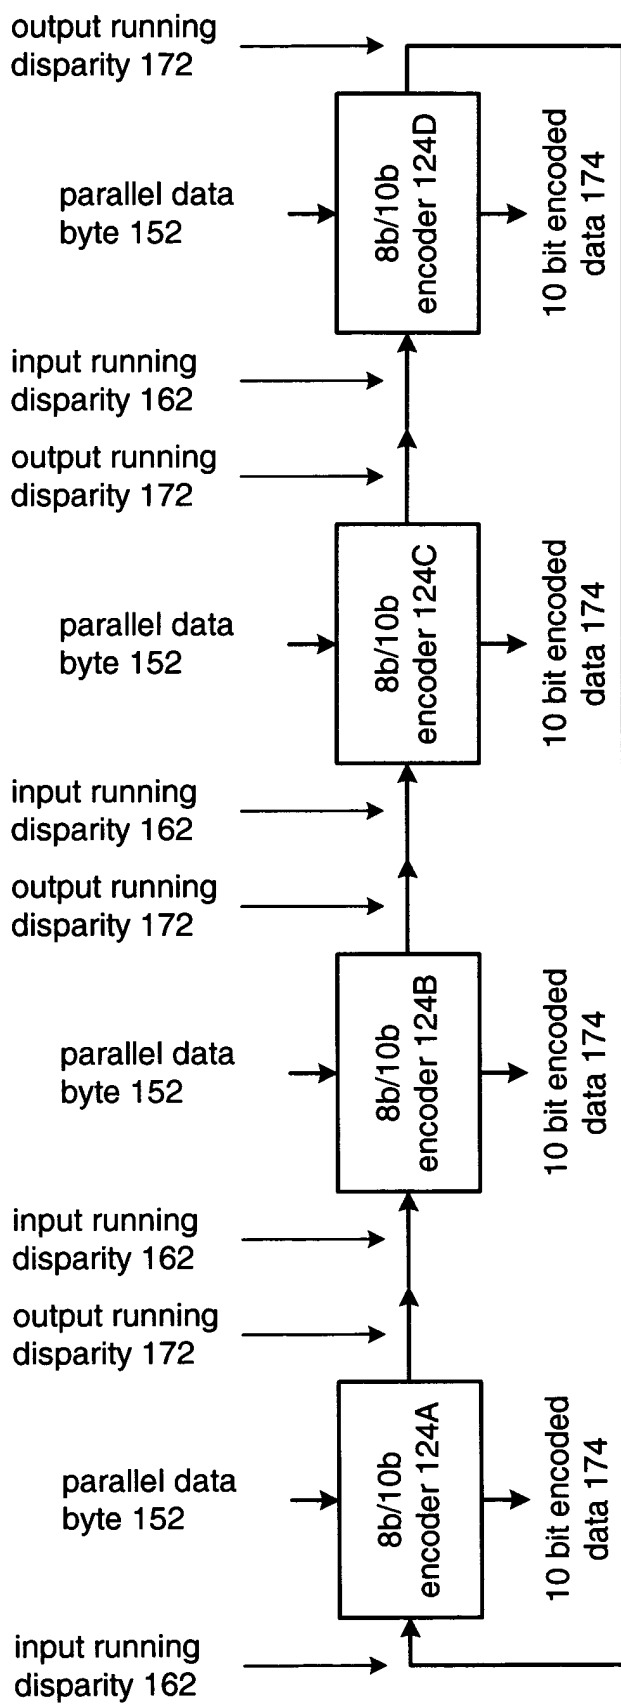 output running
disparity 172
parallel data
byte 152
8b/10b
encoder 124D
10 bit encoded
data 174
input running
disparity 162
output running
disparity 172
parallel data
byte 152
8b/10b
encoder 124C
10 bit encoded
data 174
input running
disparity 162
output running
disparity 172
parallel data
byte 152
8b/10b
encoder 124B
10 bit encoded
data 174
input running
disparity 162
output running
disparity 172
parallel data
byte 152
8b/10b
encoder 124A
10 bit encoded
data 174
input running
disparity 162